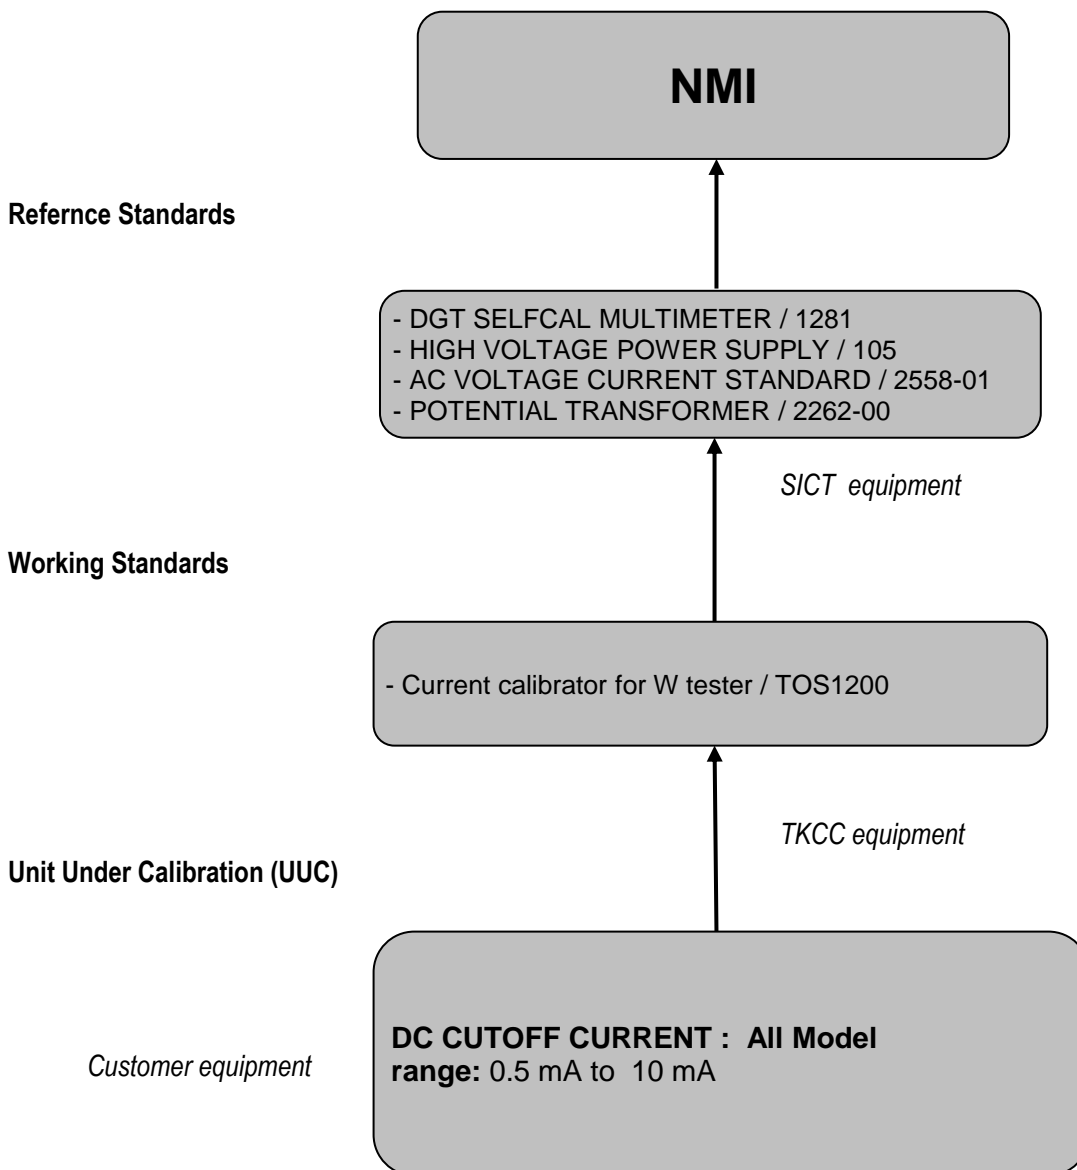 NMI
Refernce Standards
- DGT SELFCAL MULTIMETER / 1281
- HIGH VOLTAGE POWER SUPPLY / 105
- AC VOLTAGE CURRENT STANDARD / 2558-01
- POTENTIAL TRANSFORMER / 2262-00
SICT equipment
Working Standards
- Current calibrator for W tester / TOS1200
TKCC equipment
Unit Under Calibration (UUC)
DC CUTOFF CURRENT : All Model
range: 0.5 mA to 10 mA
Customer equipment